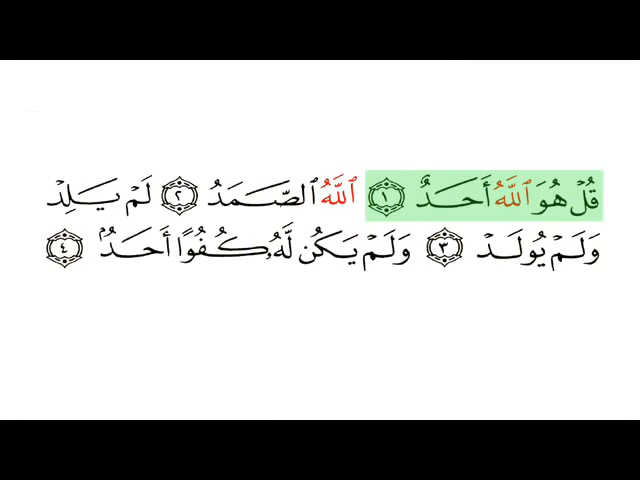 قُلْ هُوَ ٱللَّهُ أَحَدٌ ١ ٱللَّهُ ٱلصَّمَدُ ٢ لَمْ يَلِدْ
وَلَمْ يُولَدْ ٣ وَلَمْ يَكُن لَّهُۥ كُفُوًا أَحَدٌۢ ٤